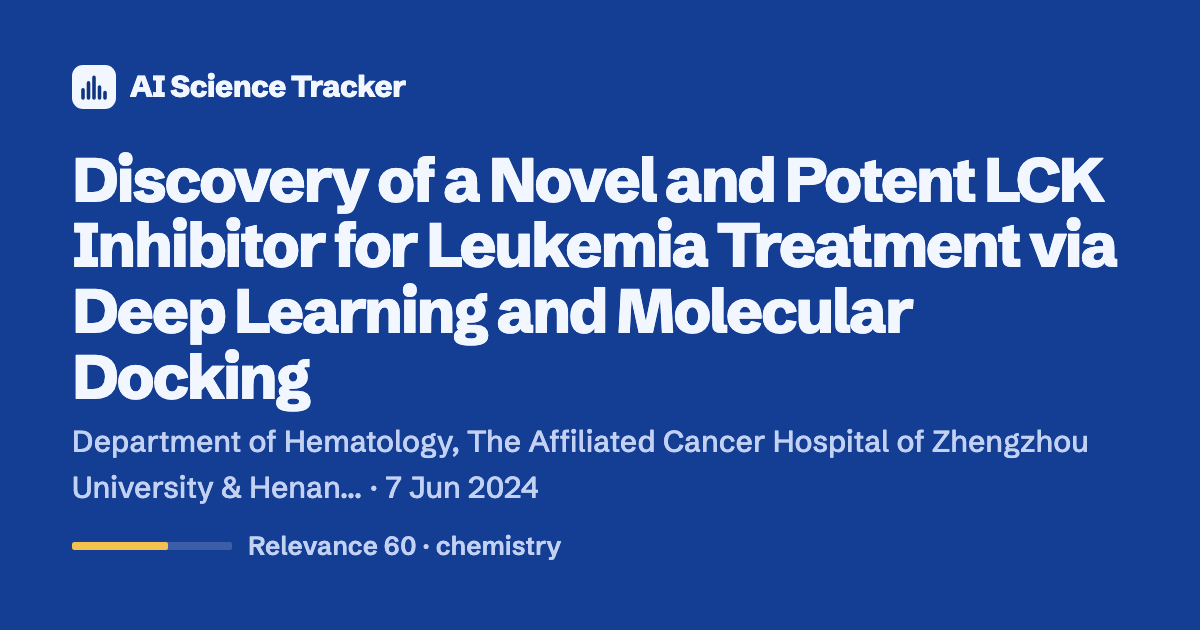 AI Science Tracker
Discovery of a Novel and Potent LCK
Inhibitor for Leukemia Treatment via
Deep Learning and Molecular
Docking
Department of Hematology, The Affiliated Cancer Hospital of Zhengzhou
University & Henan... · 7 Jun 2024
Relevance 60 · chemistry